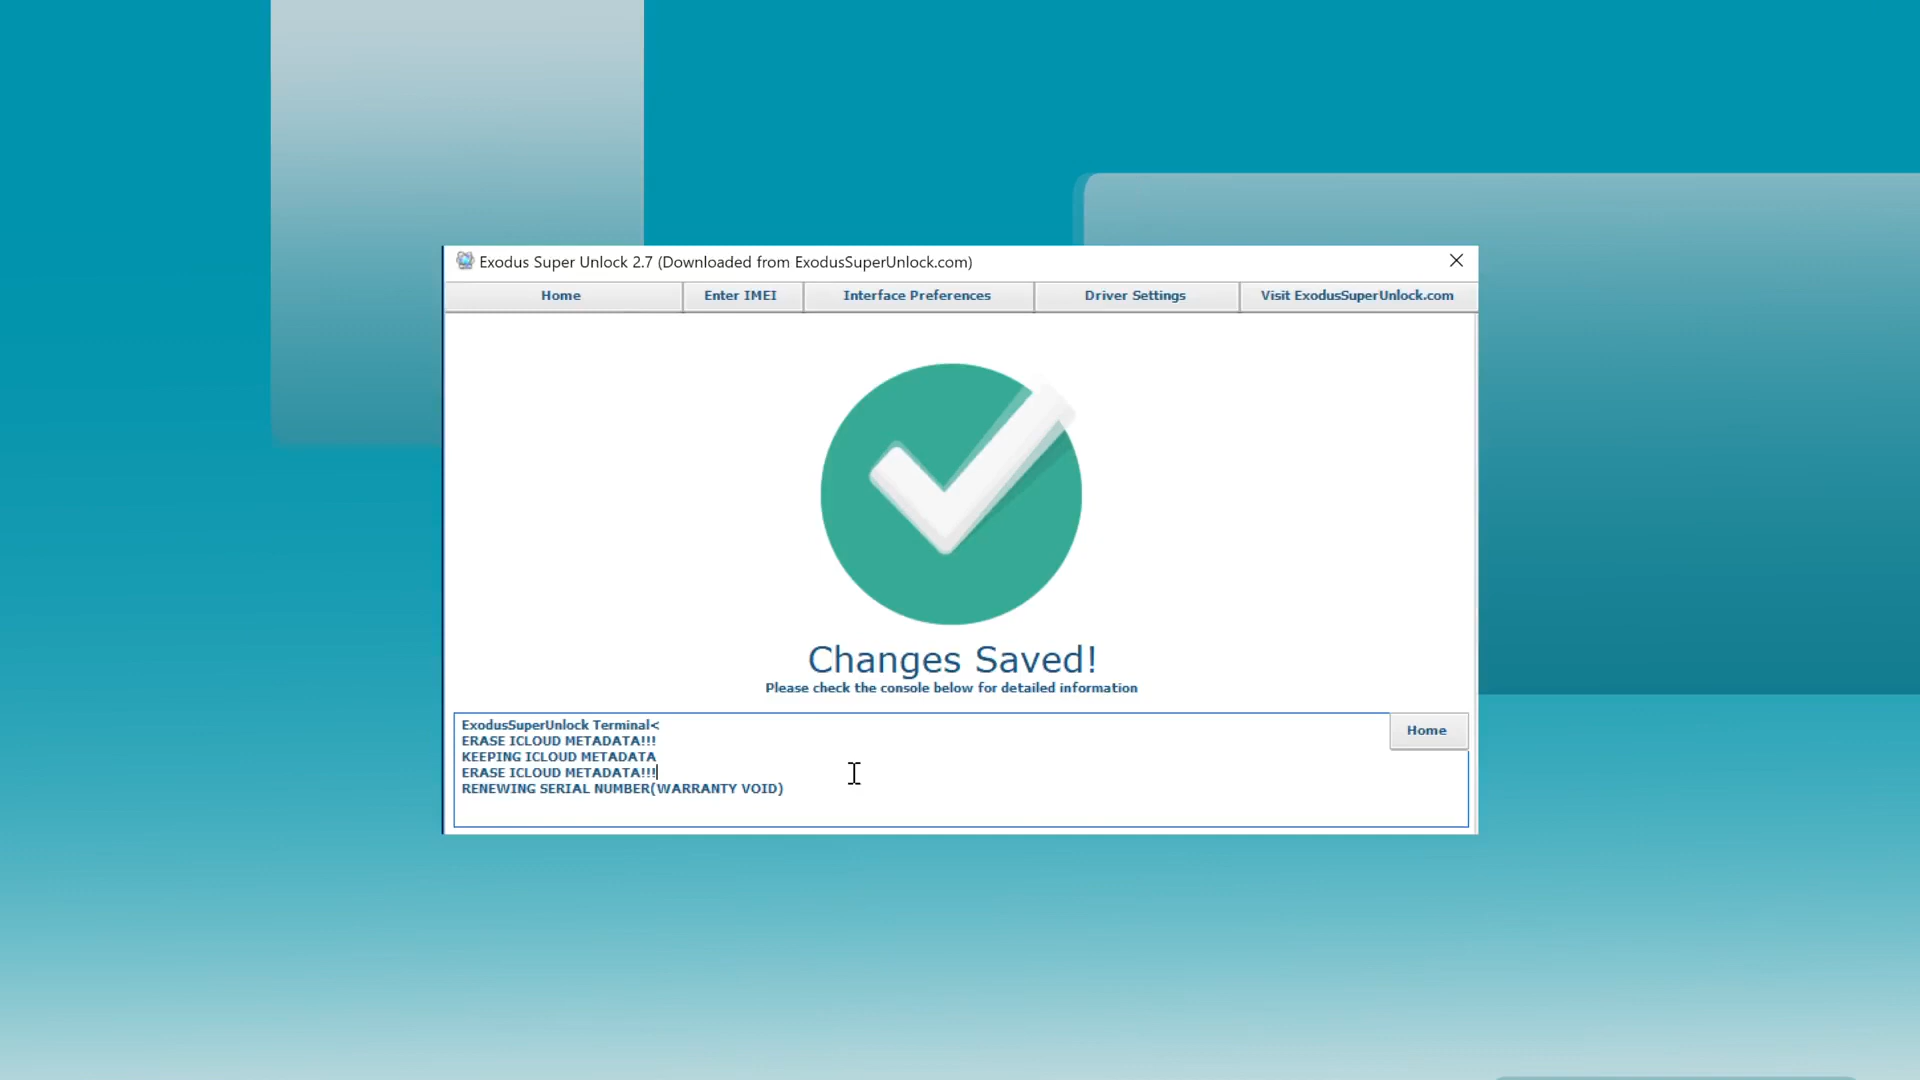 Exodus Super Unlock 2.7 (Downloaded from ExodusSuperUnlock.com)
Home Enter IMEI Interface Preferences Driver Settings Visit ExodusSuperUnlock.com
Changes Saved!
Please check the console below for detailed information
ExodusSuperUnlock Terminal<
Home
ERASE ICLOUD METADATA!!!
KEEPING ICLOUD METADATA
ERASE ICLOUD METADATA!!!
RENEWING SERIAL NUMBER(WARRANTY VOID)